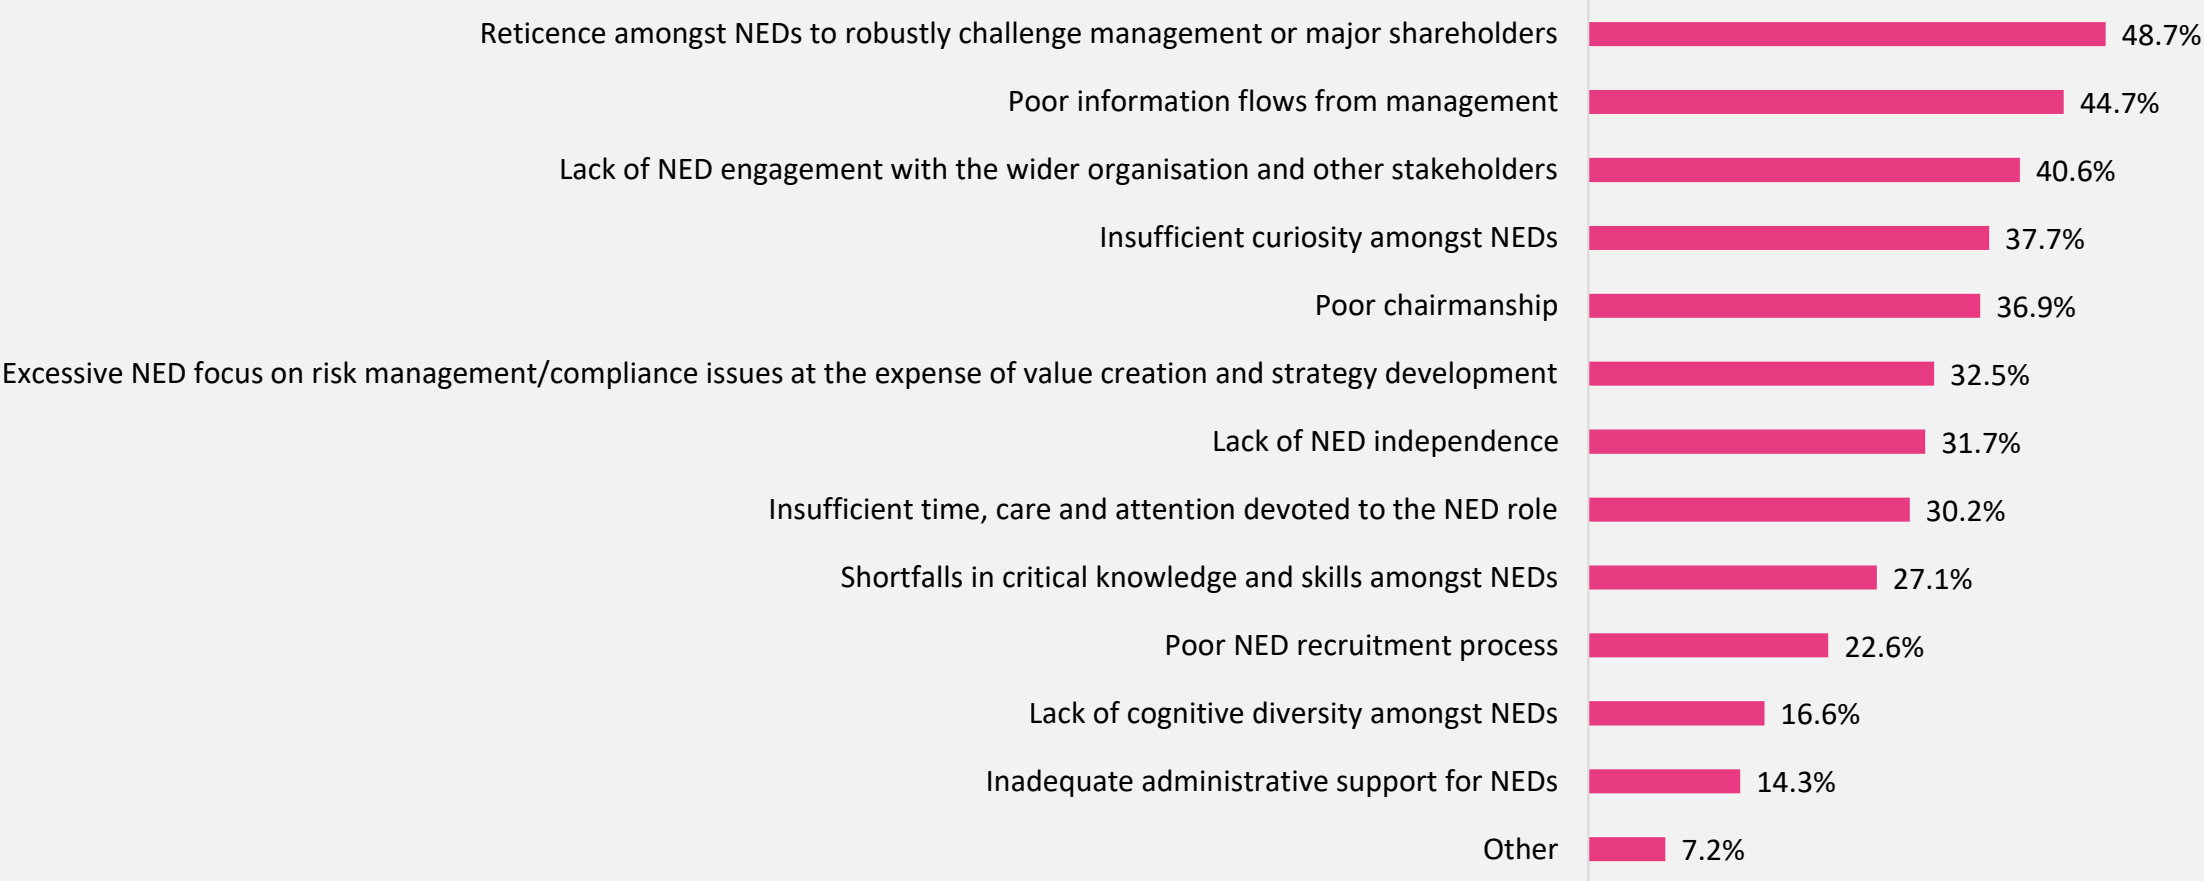 Reticence amongst NEDs to robustly challenge management or major shareholders 48.7%
Poor information flows from management 44.7%
Lack of NED engagement with the wider organisation and other stakeholders 40.6%
Insufficient curiosity amongst NEDs 37.7%
Poor chairmanship 36.9%
Excessive NED focus on risk management/compliance issues at the expense of value creation and strategy development 32.5%
Lack of NED independence 31.7%
Insufficient time, care and attention devoted to the NED role 30.2%
Shortfalls in critical knowledge and skills amongst NEDs 27.1%
Poor NED recruitment process 22.6%
Lack of cognitive diversity amongst NEDs 16.6%
Inadequate administrative support for NEDs 14.3%
Other 7.2%